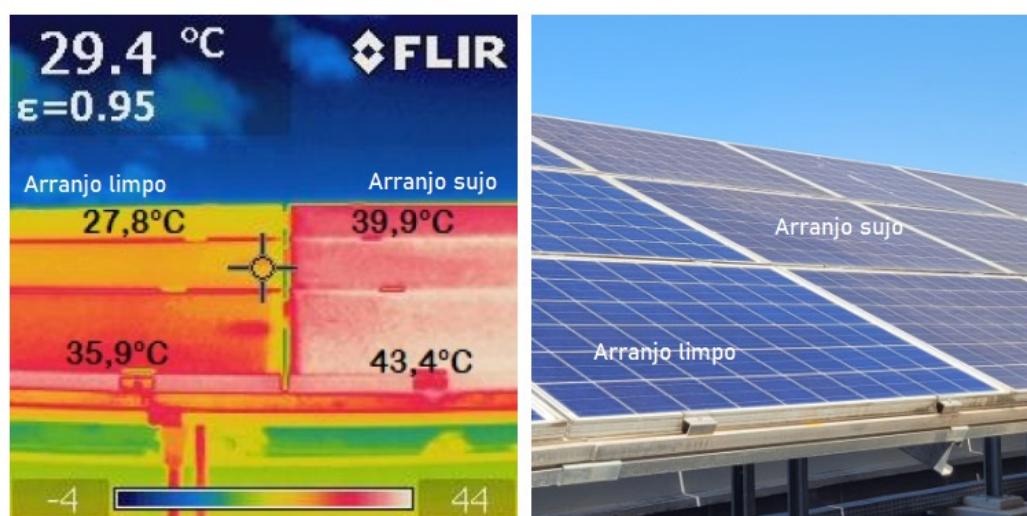 29.4 °C
FLIR
ε=0.95
Arranjo limpo
Arranjo sujo
27,8°C
39,9°C
35,9°C
43,4°C
-4
44
Arranjo sujo
Arranjo limpo